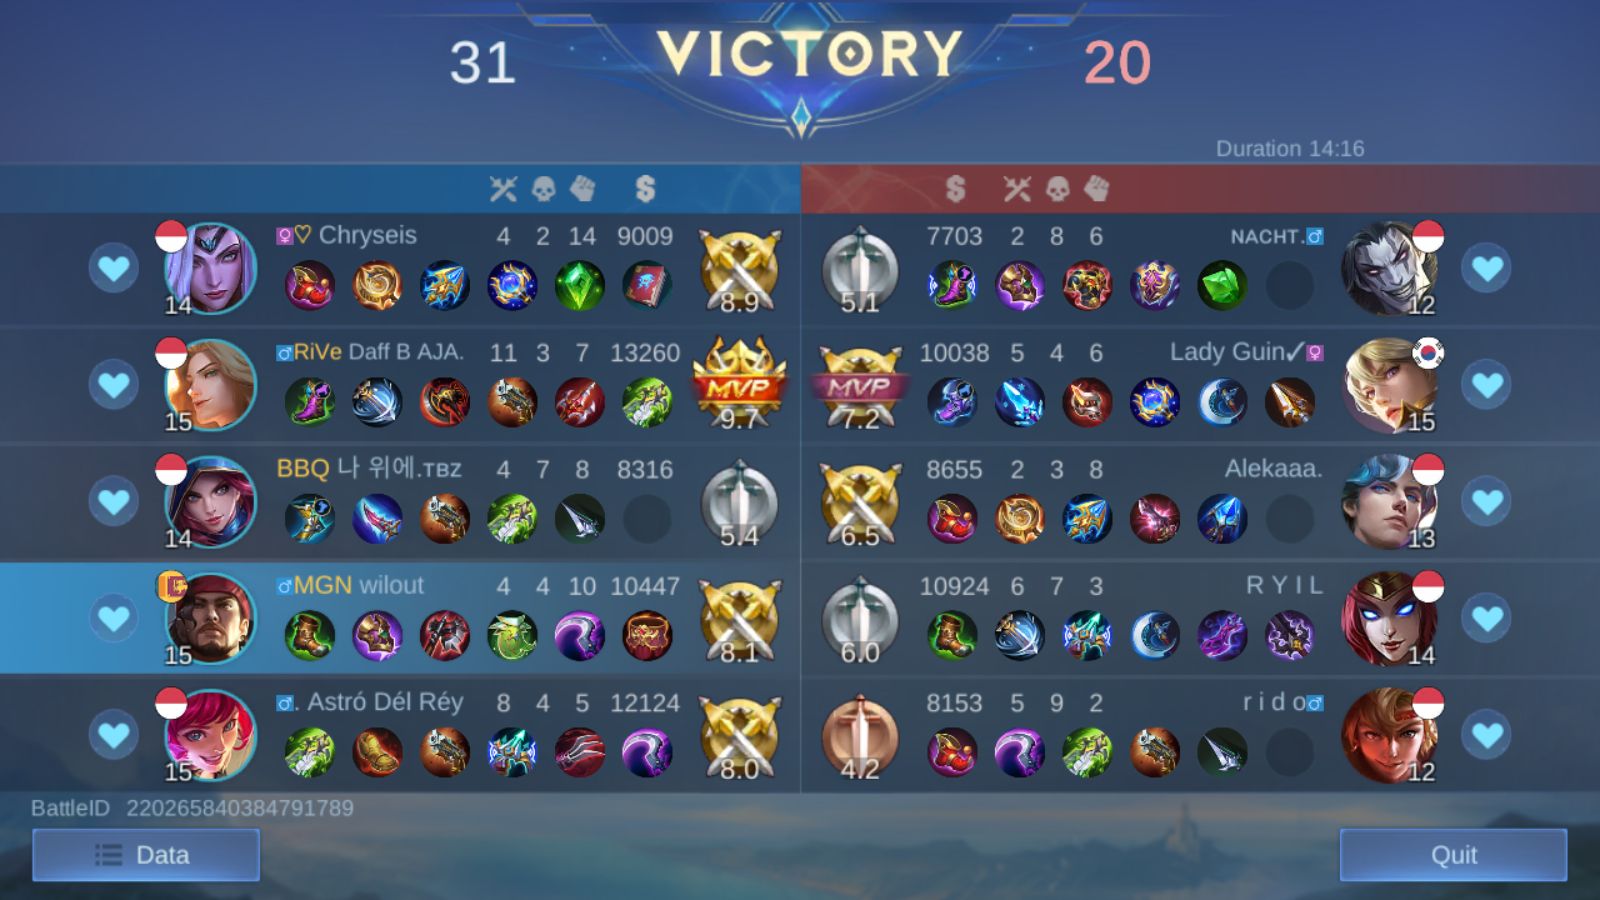 31 VICTORY 20
Duration 14:16
♡ Chryseis 4 2 14 9009
14 8.9
7703 2 8 6 NACHT.
5.1 12
RiVe Daff B AJA. 11 3 7 13260
15 MVP 9.7
10038 5 4 6 Lady Guin✓
MVP 7.2 15
BBQ 나 위에.TBZ 4 7 8 8316
14 5.4
8655 2 3 8 Alekaaa.
6.5 13
MGN wilout 4 4 10 10447
15 8.1
10924 6 7 3 R Y I L
6.0 14
. Astró Dél Réy 8 4 5 12124
15 8.0
8153 5 9 2 r i d o
4.2 12
BattleID 220265840384791789
Data Quit